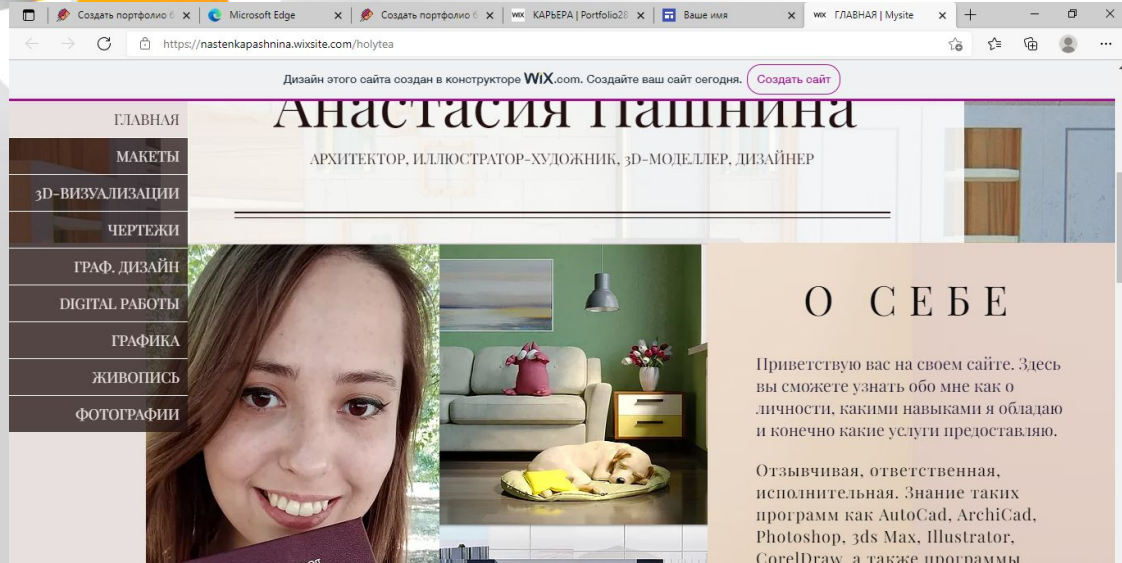 Создать портфолио б
Microsoft Edge
Создать портфолио б
WiX КАРЬЕРА | Portfolio28
Ваше имя
WiX ГЛАВНАЯ | Mysite
https://nastenkapashnina.wixsite.com/holytea
Дизайн этого сайта создан в конструкторе WiX.com. Создайте ваш сайт сегодня. Создать сайт
Анастасия Пашнина
АРХИТЕКТОР, ИЛЛЮСТРАТОР-ХУДОЖНИК, 3D-МОДЕЛЛЕР, ДИЗАЙНЕР
ГЛАВНАЯ
МАКЕТЫ
3D-ВИЗУАЛИЗАЦИИ
ЧЕРТЕЖИ
ГРАФ. ДИЗАЙН
DIGITAL РАБОТЫ
ГРАФИКА
ЖИВОПИСЬ
ФОТОГРАФИИ
О СЕБЕ
Приветствую вас на своем сайте. Здесь
вы сможете узнать обо мне как о
личности, какими навыками я обладаю
и конечно какие услуги предоставляю.
Отзывчивая, ответственная,
исполнительная. Знание таких
программ как AutoCad, ArchiCad,
Photoshop, 3ds Max, Illustrator,
CorelDraw, а также программы